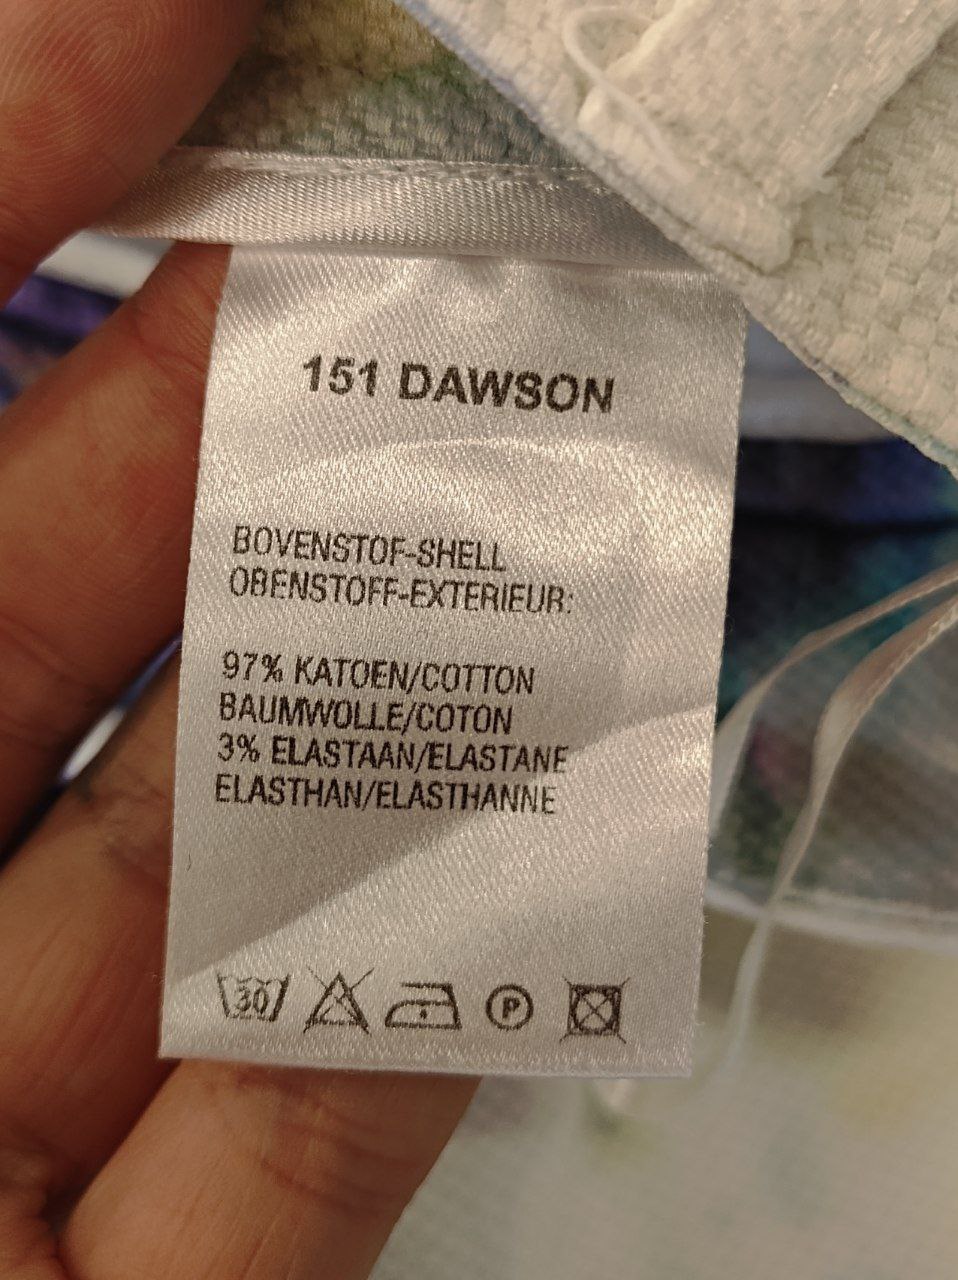 151 DAWSON
BOVENSTOF-SHELL
OBENSTOFF-EXTERIEUR:
97% KATOEN/COTTON
BAUMWOLLE/COTON
3% ELASTAAN/ELASTANE
ELASTHAN/ELASTHANNE
30 P